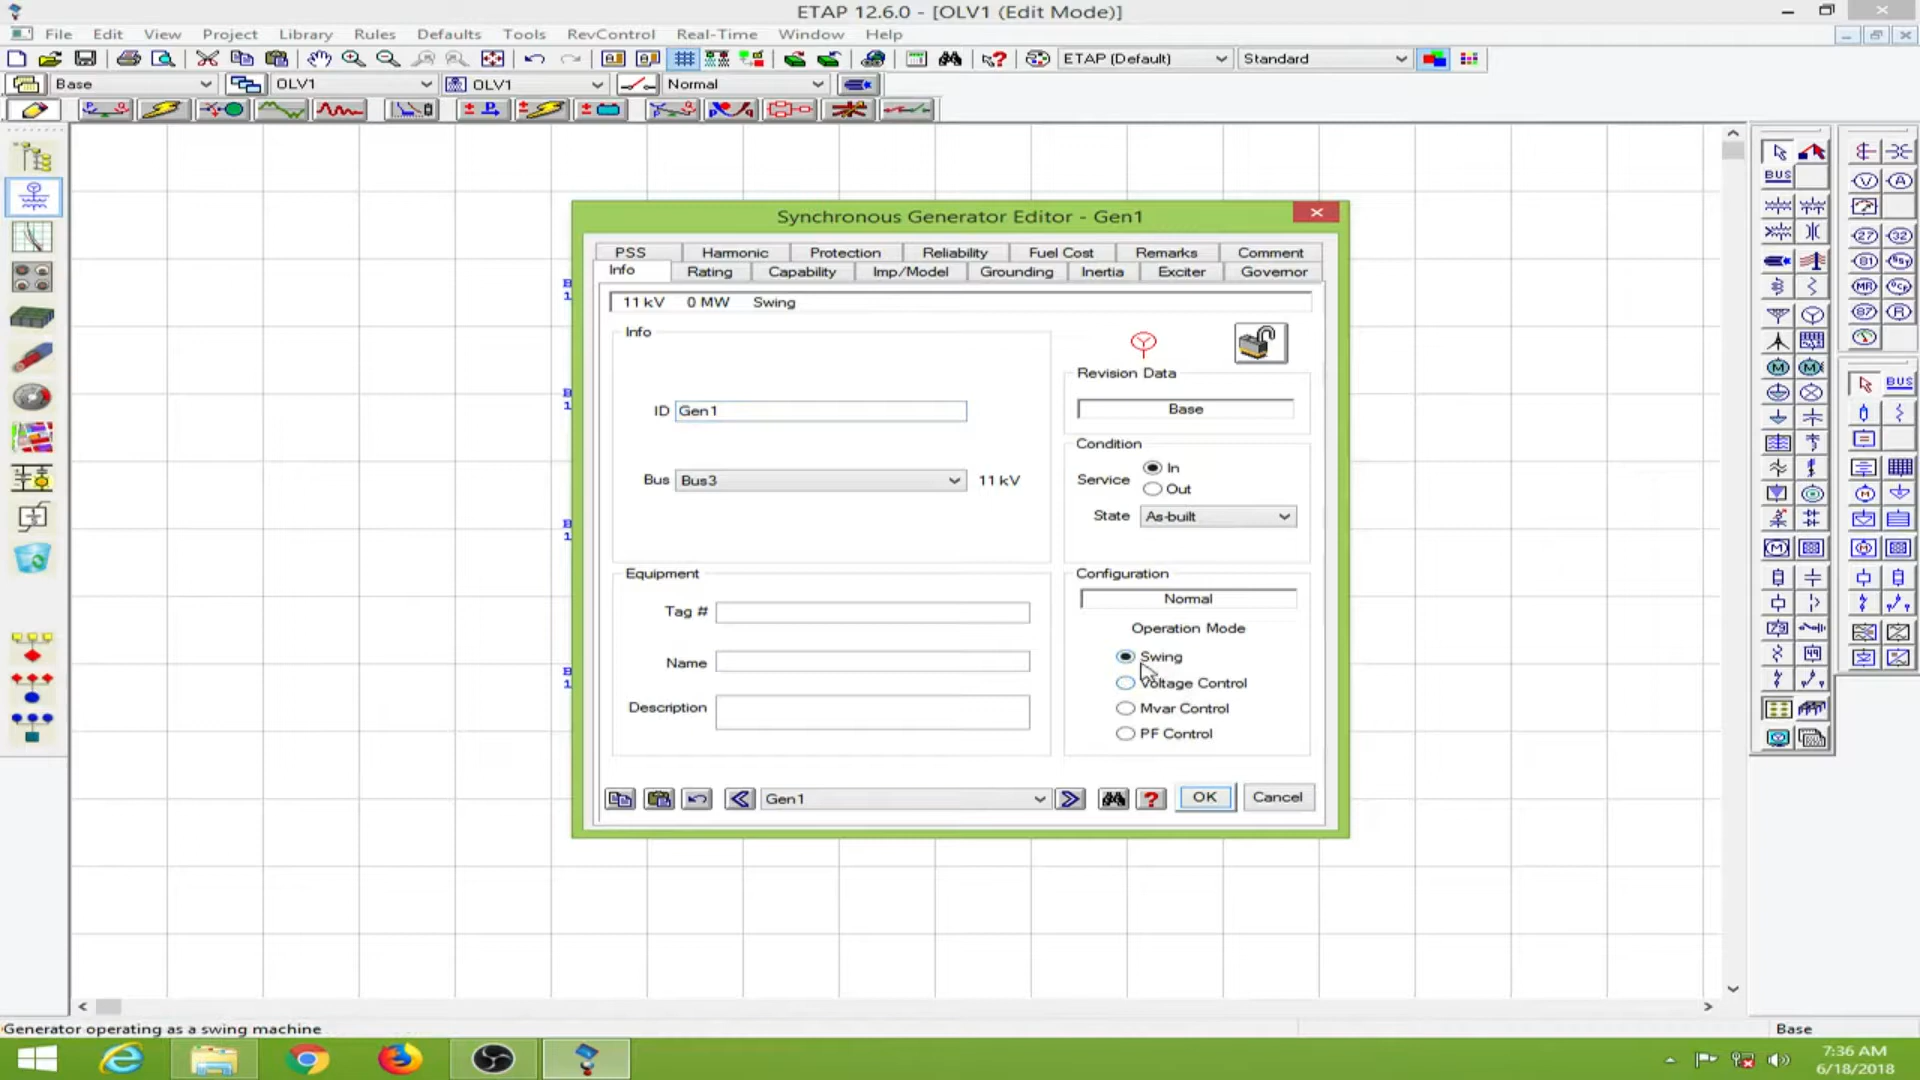 ETAP 12.6.0 - [OLV1 (Edit Mode)]
File Edit View Project Library Rules Defaults Tools RevControl Real-Time Window Help
ETAP (Default) Standard
Base OLV1 OLV1 Normal
Synchronous Generator Editor - Gen1
PSS Harmonic Protection Reliability Fuel Cost Remarks Comment
Info Rating Capability Imp/Model Grounding Inertia Exciter Governor
11 kV 0 MW Swing
Info
Revision Data
Base
ID Gen1
Condition
Service In
Out
Bus Bus3 11 kV
State As-built
Equipment
Configuration
Normal
Tag #
Operation Mode
Name
Swing
Voltage Control
Description
Mvar Control
PF Control
Gen1 OK Cancel
BUS
BUS
Generator operating as a swing machine
Base
7:36 AM
6/18/2018